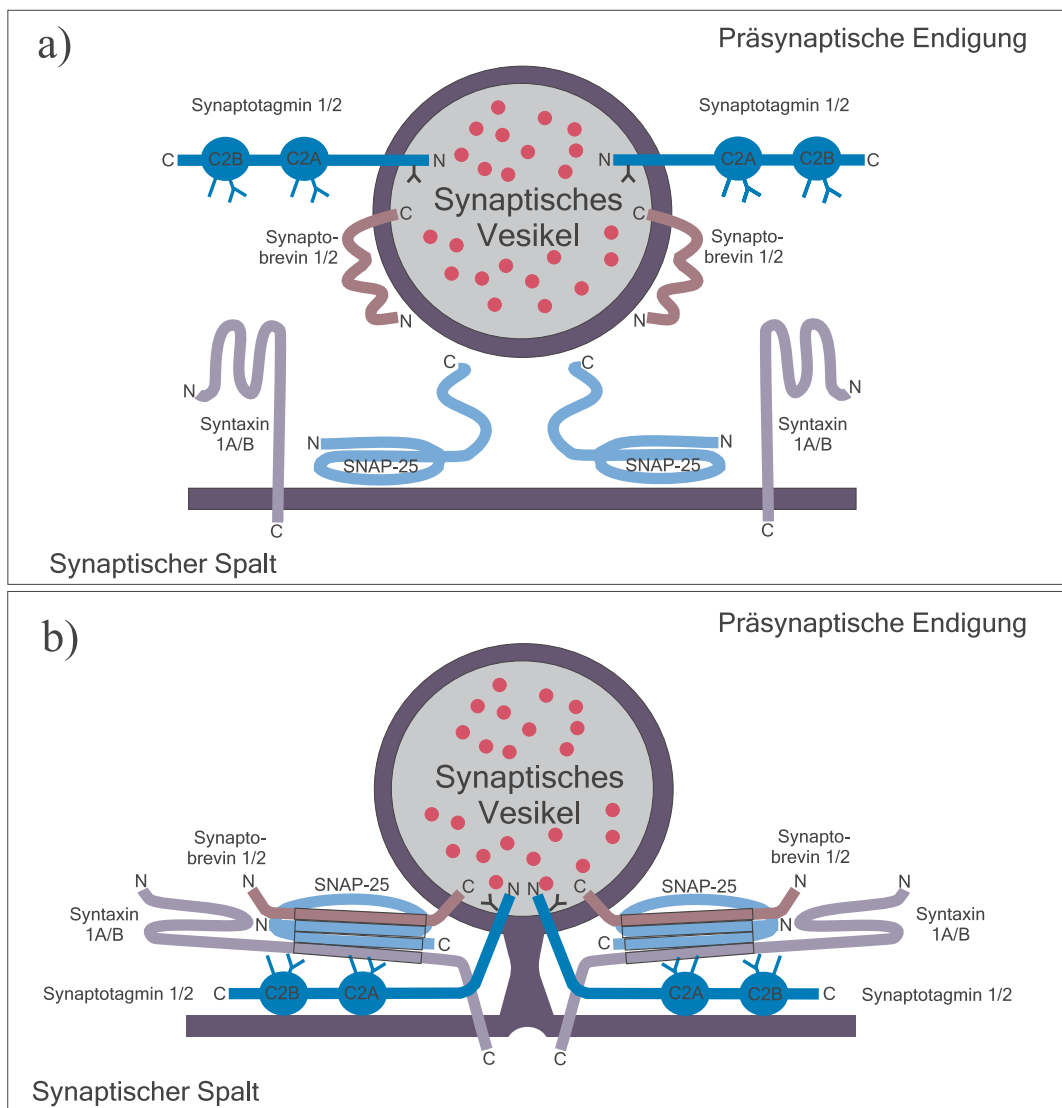 a)
Präsynaptische Endigung
Synaptotagmin 1/2
Synaptotagmin 1/2
C
C2B
C2A
N
N
C2A
C2B
C
Synaptisches
Vesikel
C
C
Synapto-
brevin 1/2
Synapto-
brevin 1/2
N
N
C
C
N
Syntaxin
1A/B
N
SNAP-25
N
SNAP-25
N
Syntaxin
1A/B
C
C
Synaptischer Spalt
b)
Präsynaptische Endigung
Synaptisches
Vesikel
Synapto-
brevin 1/2
Synapto-
brevin 1/2
N
N
SNAP-25
C
N
N
C
SNAP-25
N
N
Syntaxin
1A/B
N
C
C
N
Syntaxin
1A/B
Synaptotagmin 1/2
C
C2B
C2A
C2A
C2B
C
Synaptotagmin 1/2
C
C
Synaptischer Spalt